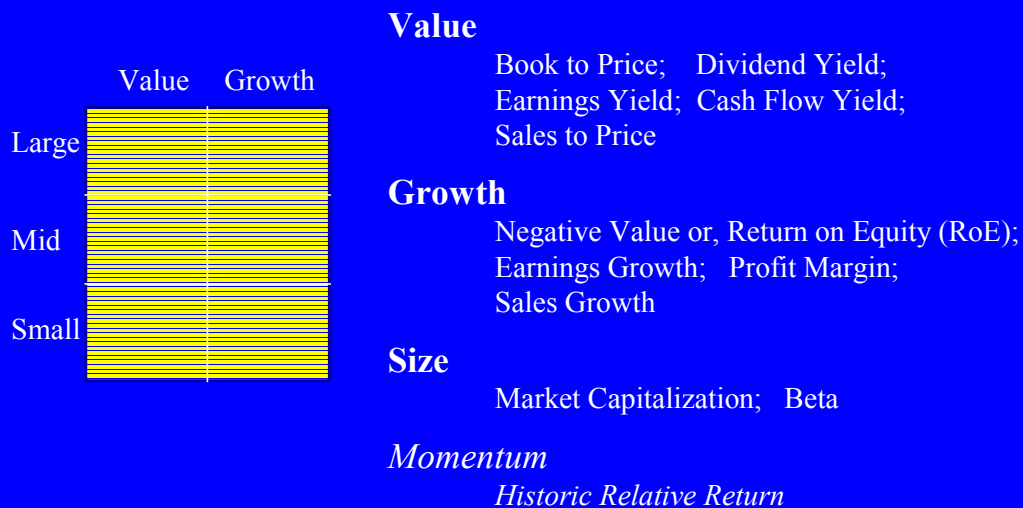 Value Growth
Large
Mid
Small
Value
Book to Price; Dividend Yield;
Earnings Yield; Cash Flow Yield;
Sales to Price
Growth
Negative Value or, Return on Equity (RoE);
Earnings Growth; Profit Margin;
Sales Growth
Size
Market Capitalization; Beta
Momentum
Historic Relative Return